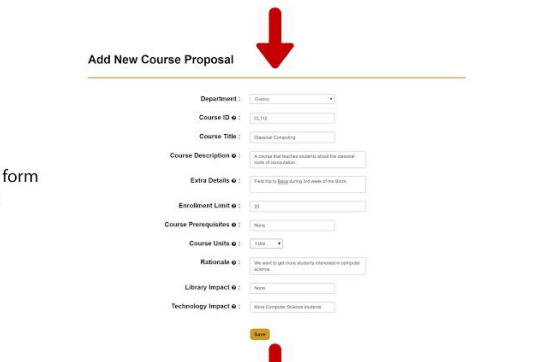 Add New Course Proposal
Department :
Course ID :
Course Title : Classical Computing
Course Description : A course that teaches students about the classical
roots of computation.
form
Extra Details : Field trip to Baca during 3rd week of the Block.
Enrollment Limit : 25
Course Prerequisites : None
Course Units : 1 Unit
Rationale : We want to get more students interested in computer
science.
Library Impact : None
Technology Impact : More Computer Science students
Save